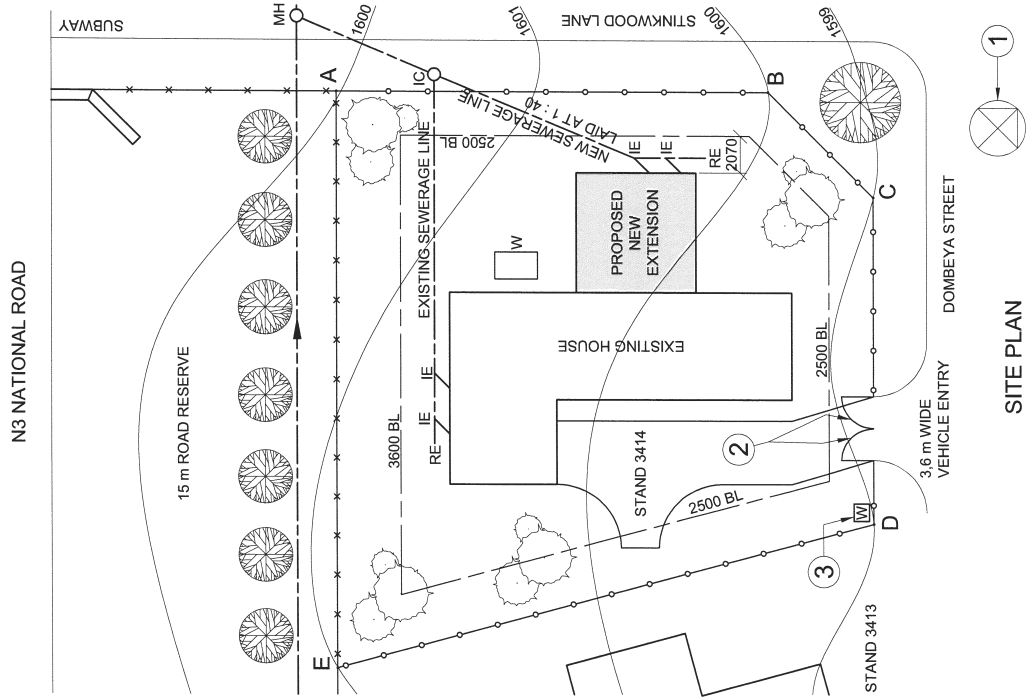 N3 NATIONAL ROAD
SUBWAY
MH
1600
1601
STINKWOOD LANE
1600
1599
1
A
IC
B
15 m ROAD RESERVE
EXISTING SEWERAGE LINE
2500 BL
NEW SEWERAGE LINE
LAID AT 1 : 40
IE
IE
RE
2070
W
PROPOSED
NEW
EXTENSION
C
DOMBEYA STREET
3600 BL
IE
IE
RE
EXISTING HOUSE
2500 BL
2
3,6 m WIDE
VEHICLE ENTRY
STAND 3414
2500 BL
W
D
3
E
STAND 3413
SITE PLAN